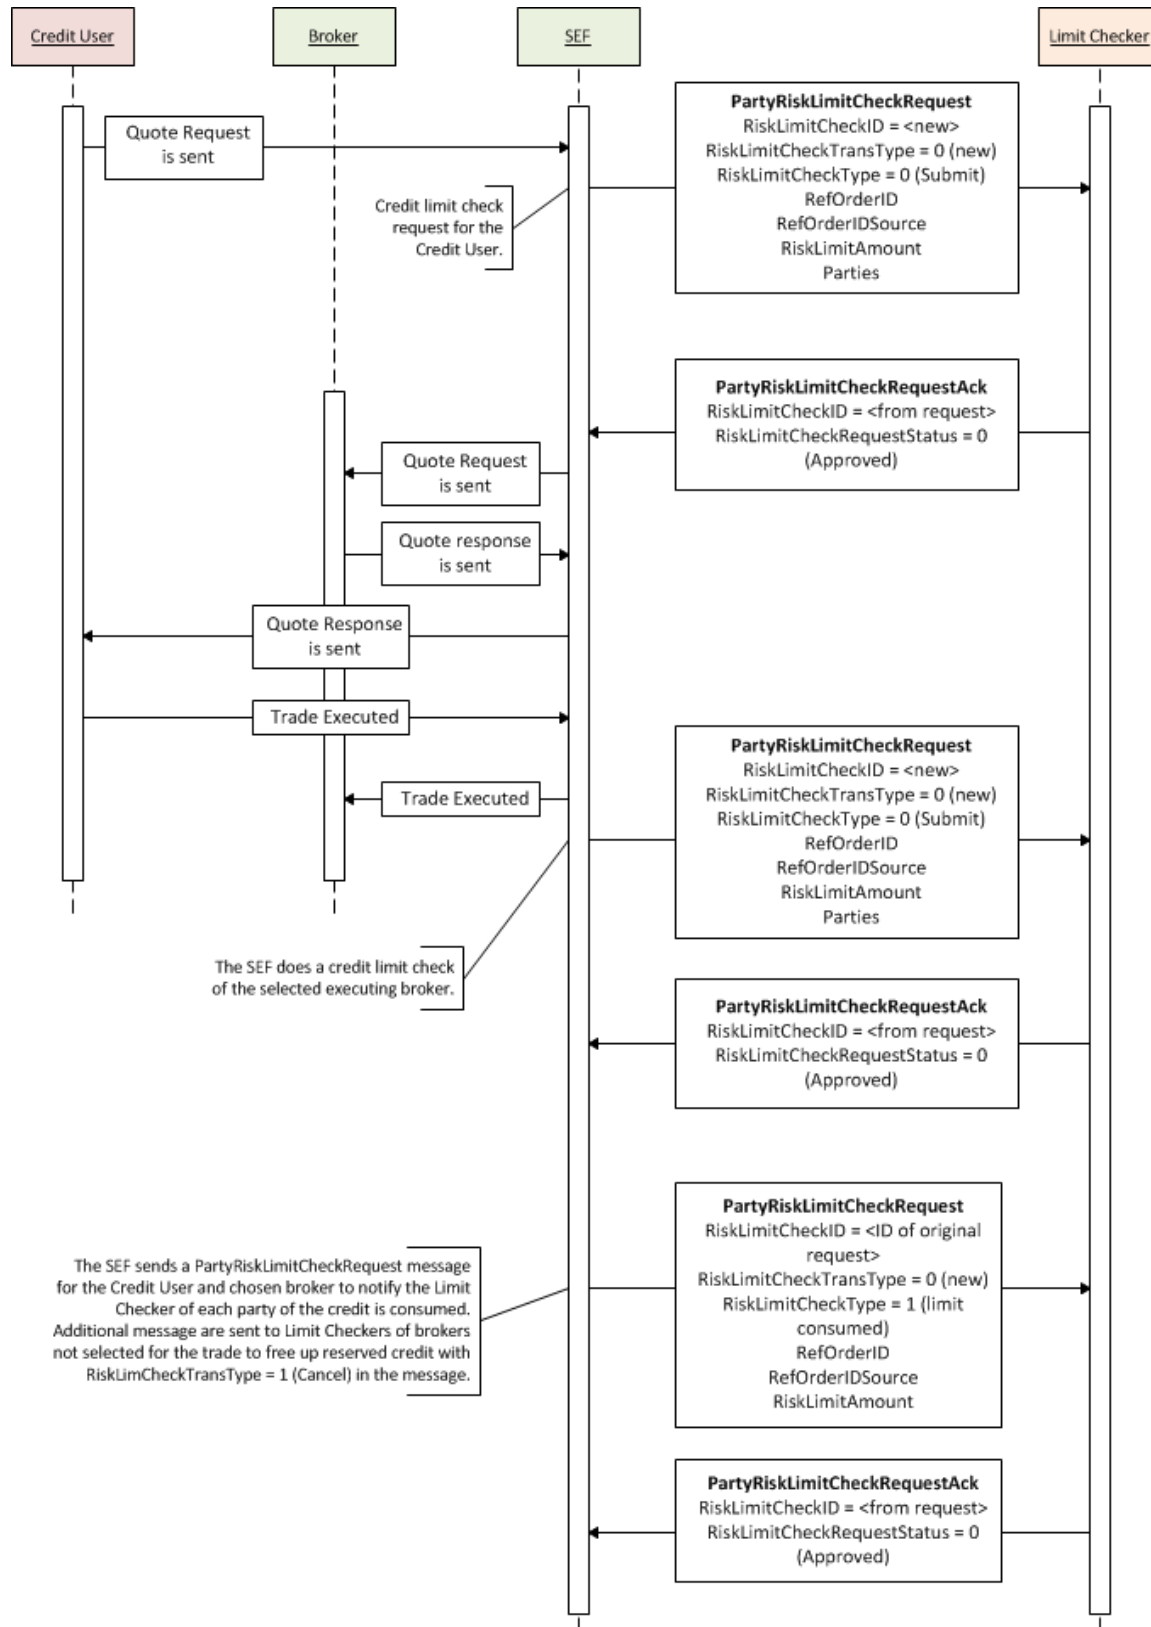 Credit User
Broker
SEF
Limit Checker
Quote Request
is sent
PartyRiskLimitCheckRequest
RiskLimitCheckID = <new>
RiskLimitCheckTransType = 0 (new)
RiskLimitCheckType = 0 (Submit)
RefOrderID
RefOrderIDSource
RiskLimitAmount
Parties
Credit limit check
request for the
Credit User.
PartyRiskLimitCheckRequestAck
RiskLimitCheckID = <from request>
RiskLimitCheckRequestStatus = 0
(Approved)
Quote Request
is sent
Quote response
is sent
Quote Response
is sent
Trade Executed
Trade Executed
PartyRiskLimitCheckRequest
RiskLimitCheckID = <new>
RiskLimitCheckTransType = 0 (new)
RiskLimitCheckType = 0 (Submit)
RefOrderID
RefOrderIDSource
RiskLimitAmount
Parties
The SEF does a credit limit check
of the selected executing broker.
PartyRiskLimitCheckRequestAck
RiskLimitCheckID = <from request>
RiskLimitCheckRequestStatus = 0
(Approved)
PartyRiskLimitCheckRequest
RiskLimitCheckID = <ID of original
request>
RiskLimitCheckTransType = 0 (new)
RiskLimitCheckType = 1 (limit
consumed)
RefOrderID
RefOrderIDSource
RiskLimitAmount
The SEF sends a PartyRiskLimitCheckRequest message
for the Credit User and chosen broker to notify the Limit
Checker of each party of the credit is consumed.
Additional message are sent to Limit Checkers of brokers
not selected for the trade to free up reserved credit with
RiskLimCheckTransType = 1 (Cancel) in the message.
PartyRiskLimitCheckRequestAck
RiskLimitCheckID = <from request>
RiskLimitCheckRequestStatus = 0
(Approved)